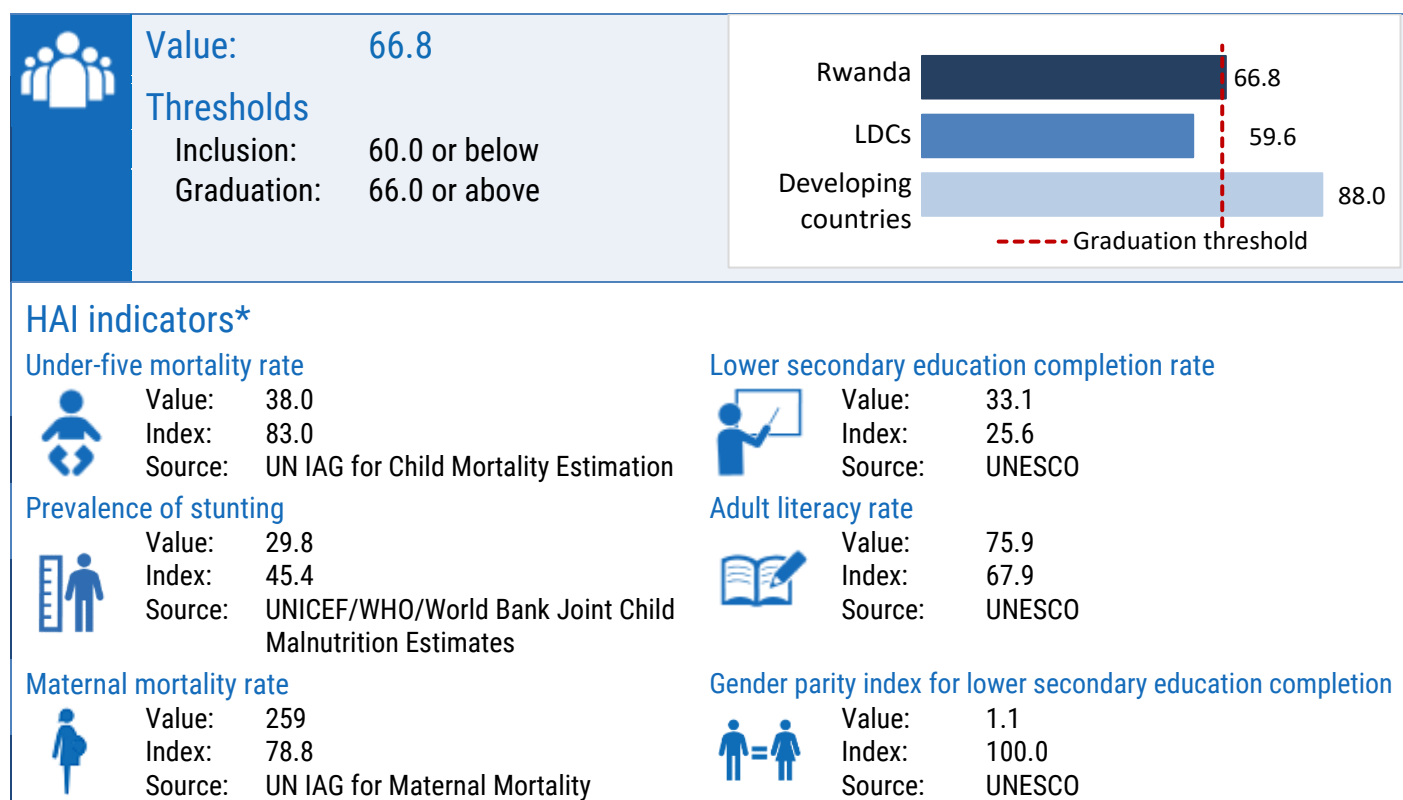 Value: 66.8
Thresholds
Inclusion: 60.0 or below
Graduation: 66.0 or above
Rwanda 66.8
LDCs 59.6
Developing
countries 88.0
Graduation threshold
HAI indicators*
Under-five mortality rate
Value: 38.0
Index: 83.0
Source: UN IAG for Child Mortality Estimation
Prevalence of stunting
Value: 29.8
Index: 45.4
Source: UNICEF/WHO/World Bank Joint Child
Malnutrition Estimates
Maternal mortality rate
Value: 259
Index: 78.8
Source: UN IAG for Maternal Mortality
Lower secondary education completion rate
Value: 33.1
Index: 25.6
Source: UNESCO
Adult literacy rate
Value: 75.9
Index: 67.9
Source: UNESCO
Gender parity index for lower secondary education completion
Value: 1.1
Index: 100.0
Source: UNESCO